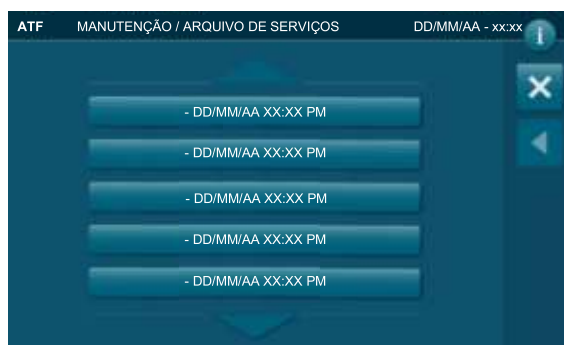 ATF MANUTENÇÃO / ARQUIVO DE SERVIÇOS DD/MM/AA - xx:xx
i
- DD/MM/AA XX:XX PM
- DD/MM/AA XX:XX PM
- DD/MM/AA XX:XX PM
- DD/MM/AA XX:XX PM
- DD/MM/AA XX:XX PM